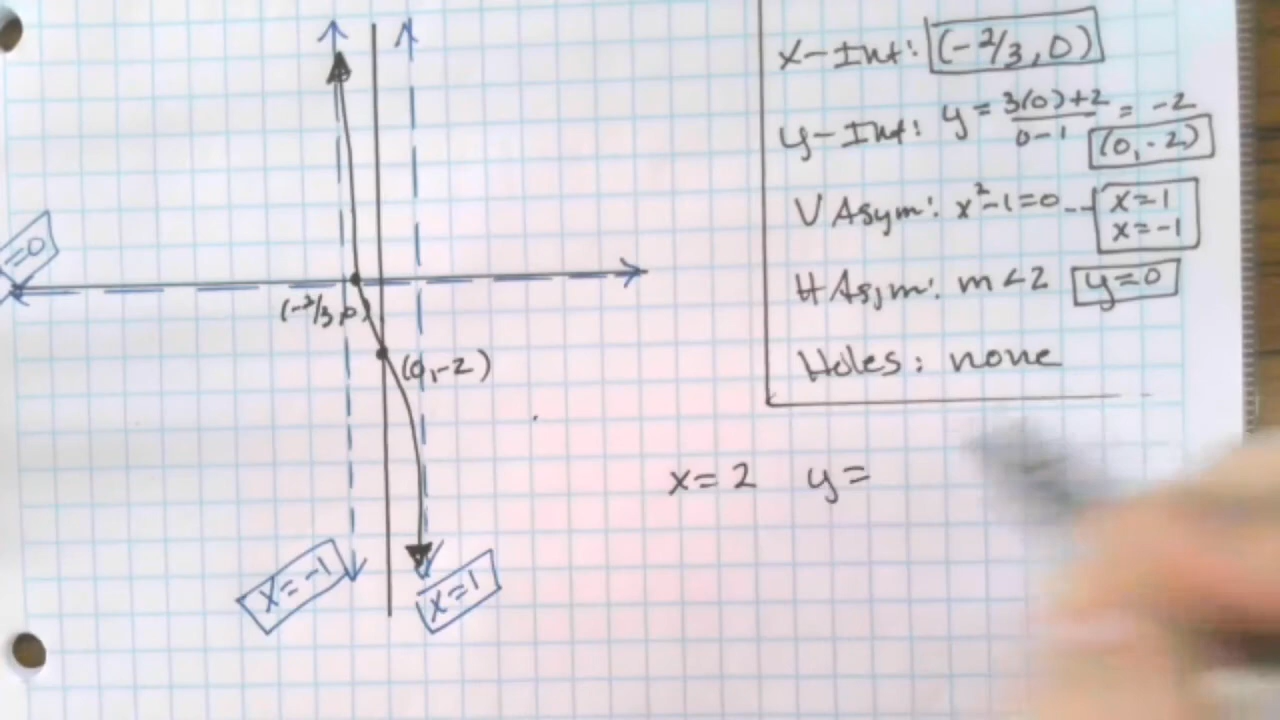 x-Int: (-2/3, 0)
y-Int: y = 3(0)+2 / 0-1 = -2
(0, -2)
V Asym: x²-1=0 -- x=1
x=-1
H Asym: m<2 y=0
Holes: none
=0
(-2/3, 0)
(0, -2)
x=2 y=
x=-1
x=1